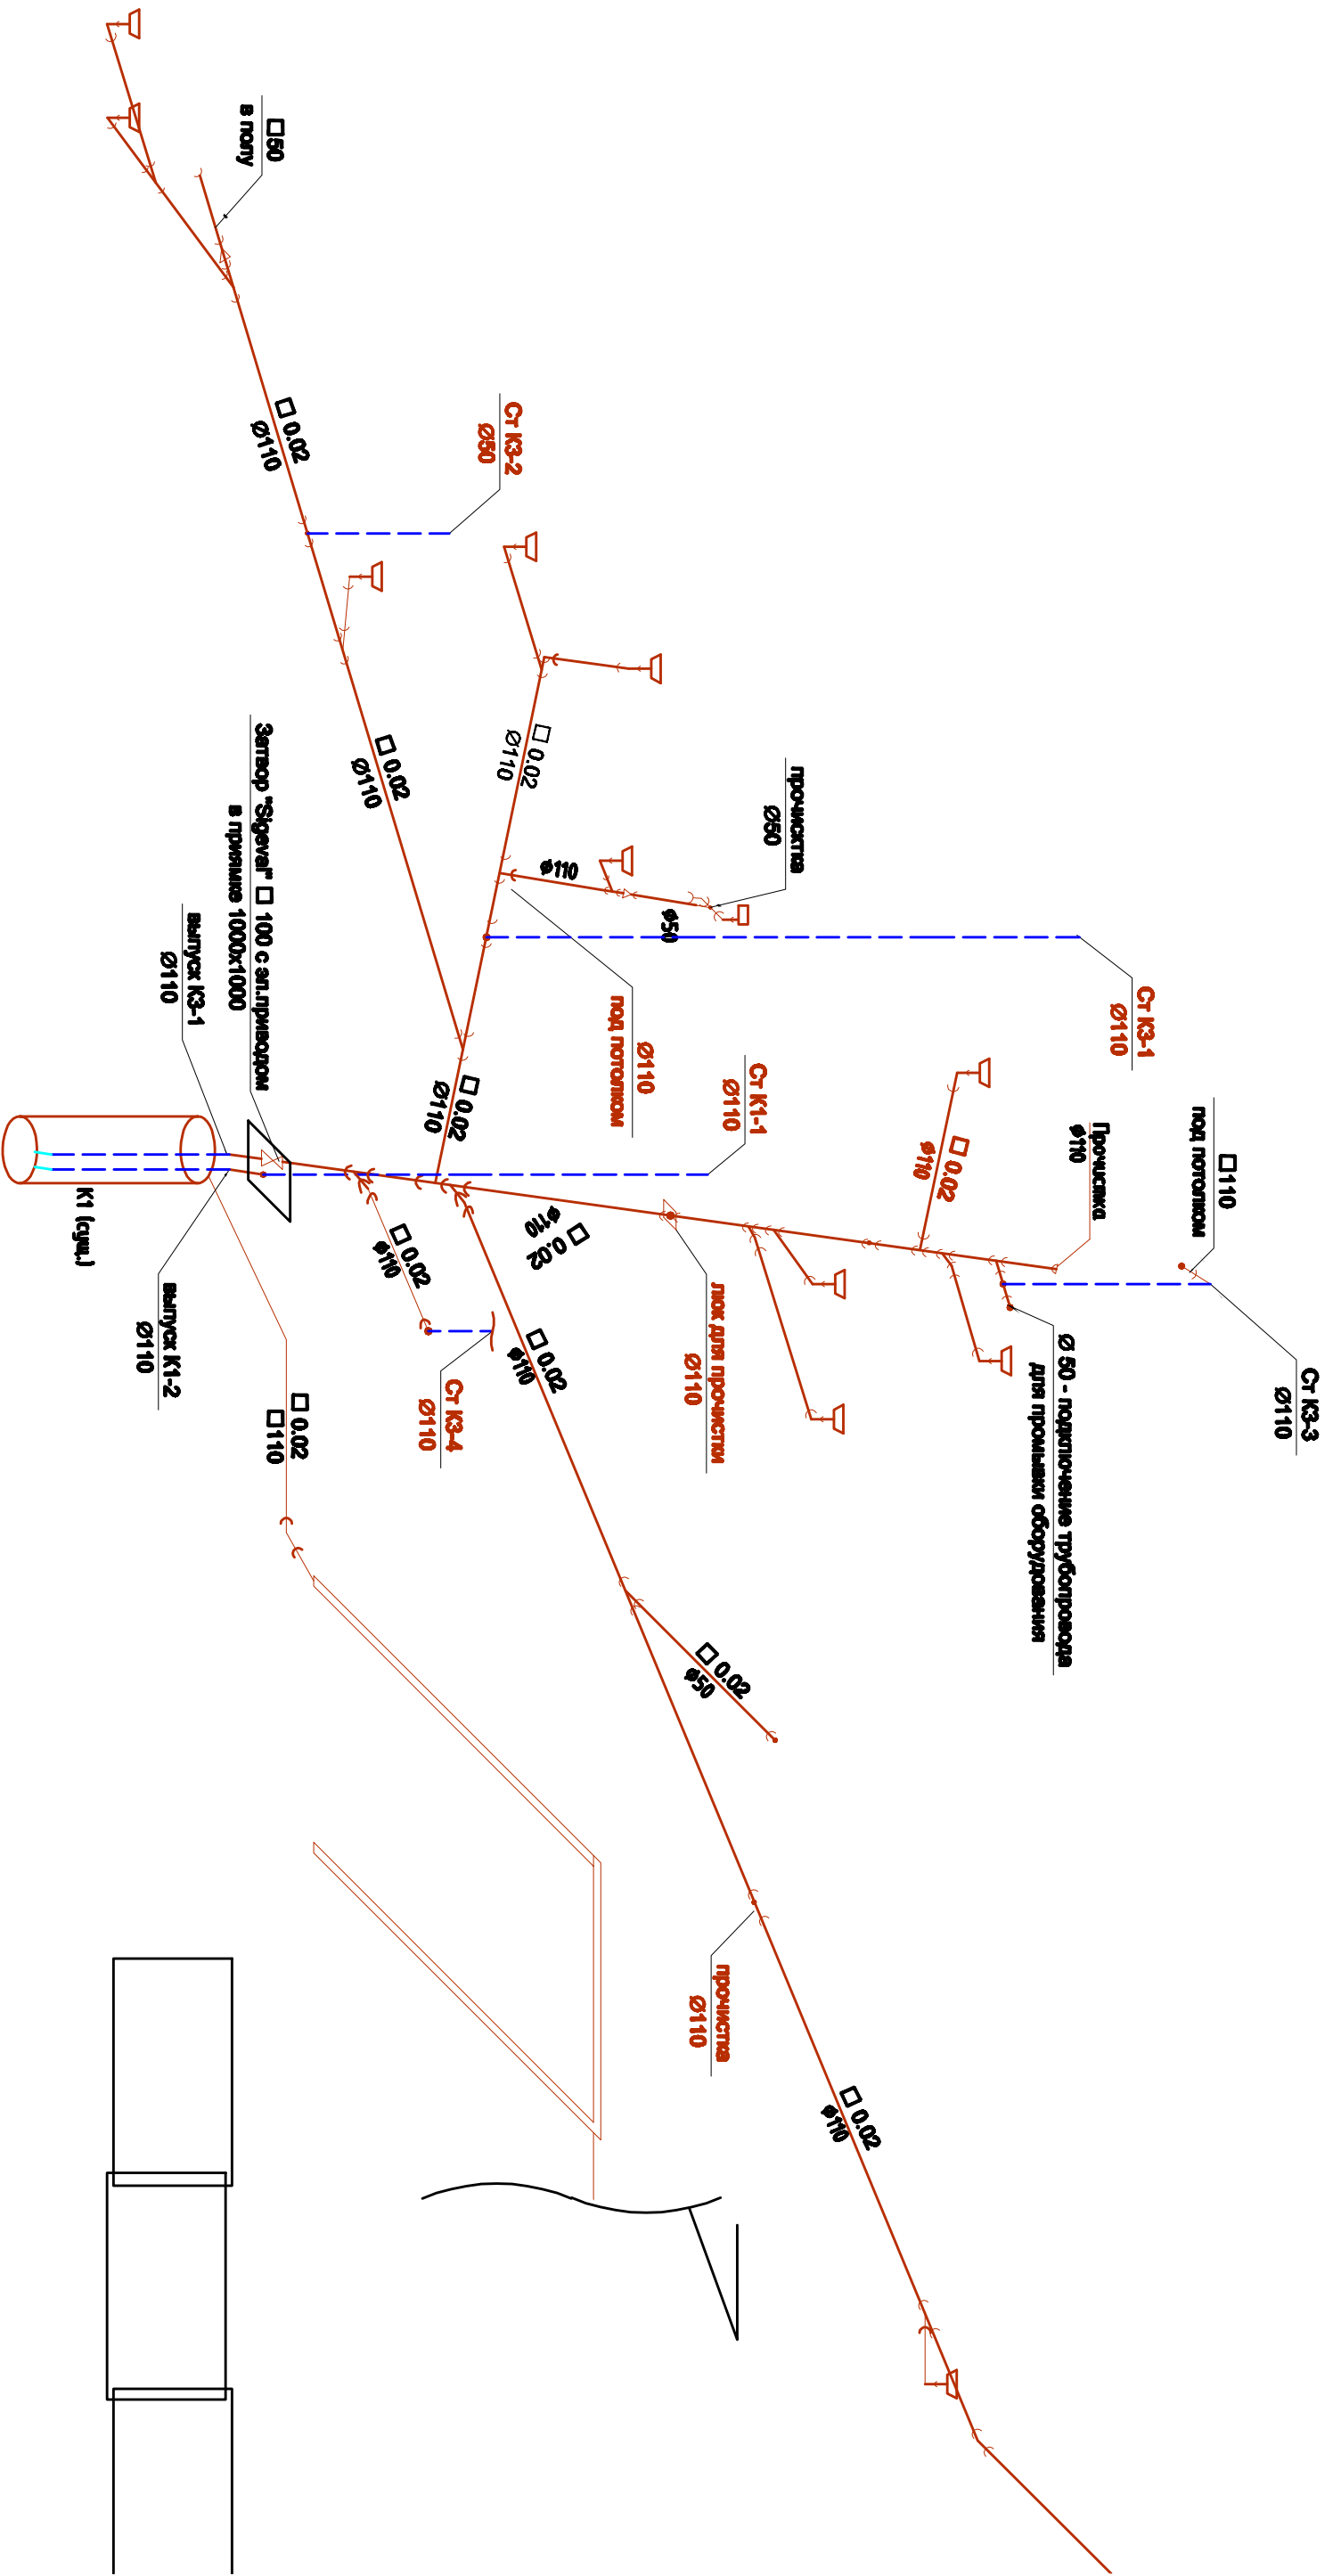 Ст К3-3
Ø110
□110
под потолком
Ст К3-1
Ø110
Прочистка
ø110
Ø 50 - подключение трубопровода
для промывки оборудования
□ 0.02
ø110
прочисктка
Ø50
Ст К1-1
Ø110
люк для прочистки
Ø110
прочистка
Ø110
□ 0.02
ø110
□ 0.02
ø50
ø50
ø110
Ø110
под потолком
□ 0.02
ø110
□ 0.02
Ø110
Ст К3-2
Ø50
□ 0.02
ø110
□ 0.02
Ø110
Ст К3-4
Ø110
□ 0.02
ø110
□ 0.02
Ø110
□ 0.02
Ø110
□ 0.02
□110
□50
в полу
Затвор "Sigeval" □ 100 с эл.приводом
в приямке 1000x1000
выпуск К3-1
Ø110
выпуск К1-2
Ø110
К1 (сущ.)